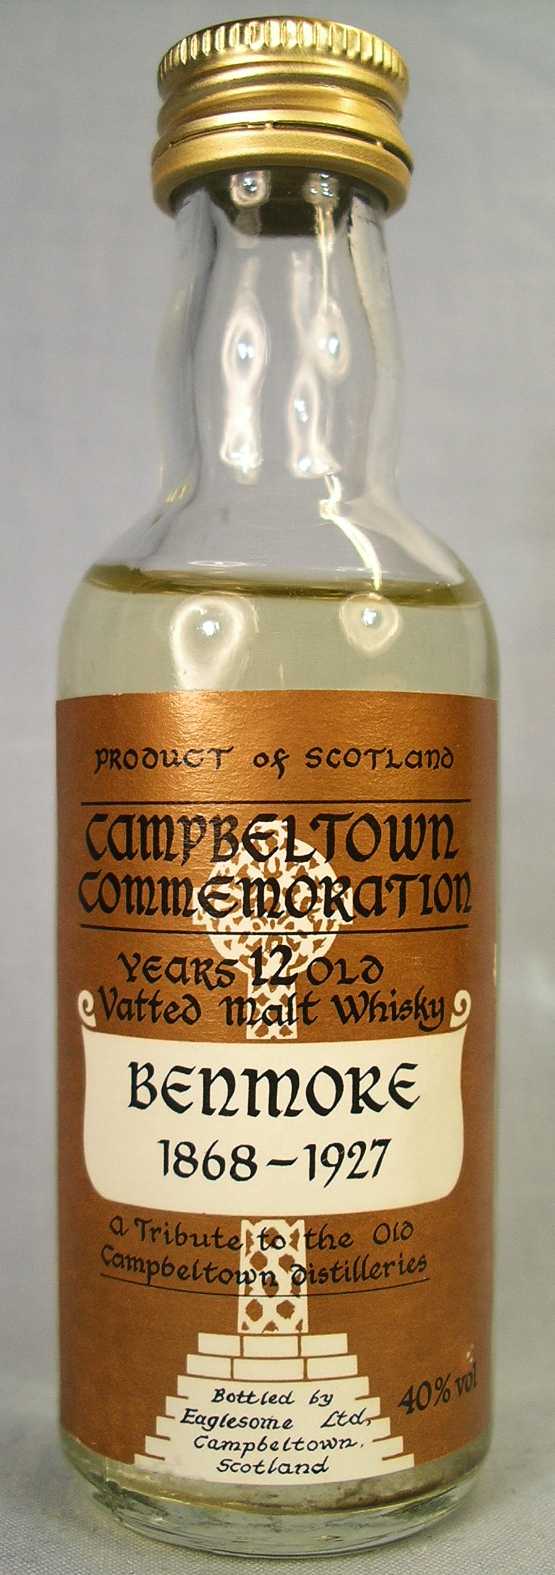 PRODUCT of SCOTLAND
CAMPBELTOWN
COMMEMORATION
YEARS 12 OLD
Vatted Malt Whisky
BENMORE
1868-1927
a Tribute to the Old
Campbeltown Distilleries
40% vol
Bottled by
Eaglesome Ltd,
Campbeltown.
Scotland